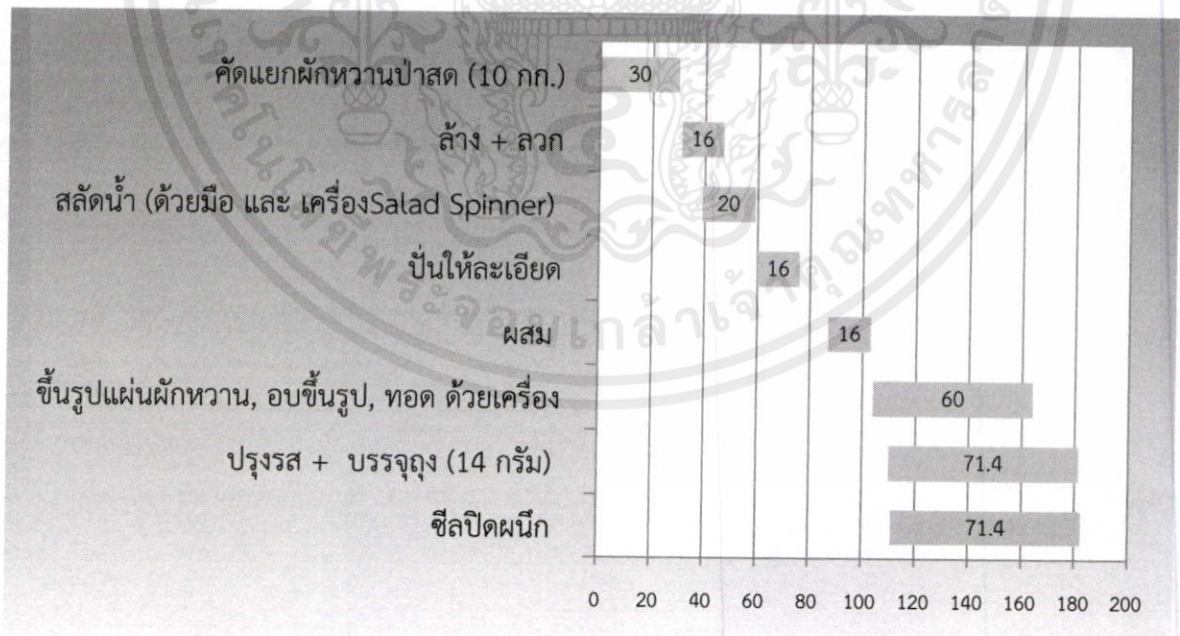 คัดแยกผักหวานป่าสด (10 กก.) 30
ล้าง + ลวก 16
สลัดน้ำ (ด้วยมือ และ เครื่องSalad Spinner) 20
ปั่นให้ละเอียด 16
ผสม 16
ขึ้นรูปแผ่นผักหวาน, อบขึ้นรูป, ทอด ด้วยเครื่อง 60
ปรุงรส + บรรจุถุง (14 กรัม) 71.4
ซีลปิดผนึก 71.4
0 20 40 60 80 100 120 140 160 180 200